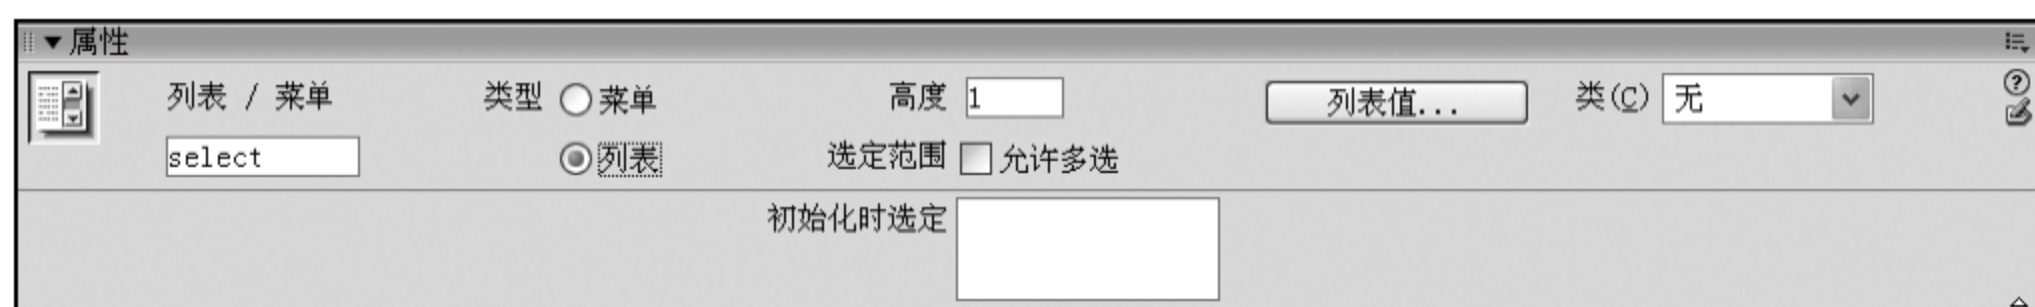 属性
列表 / 菜单 类型 菜单 高度 1 列表值... 类(C) 无
select 列表 选定范围 允许多选
初始化时选定